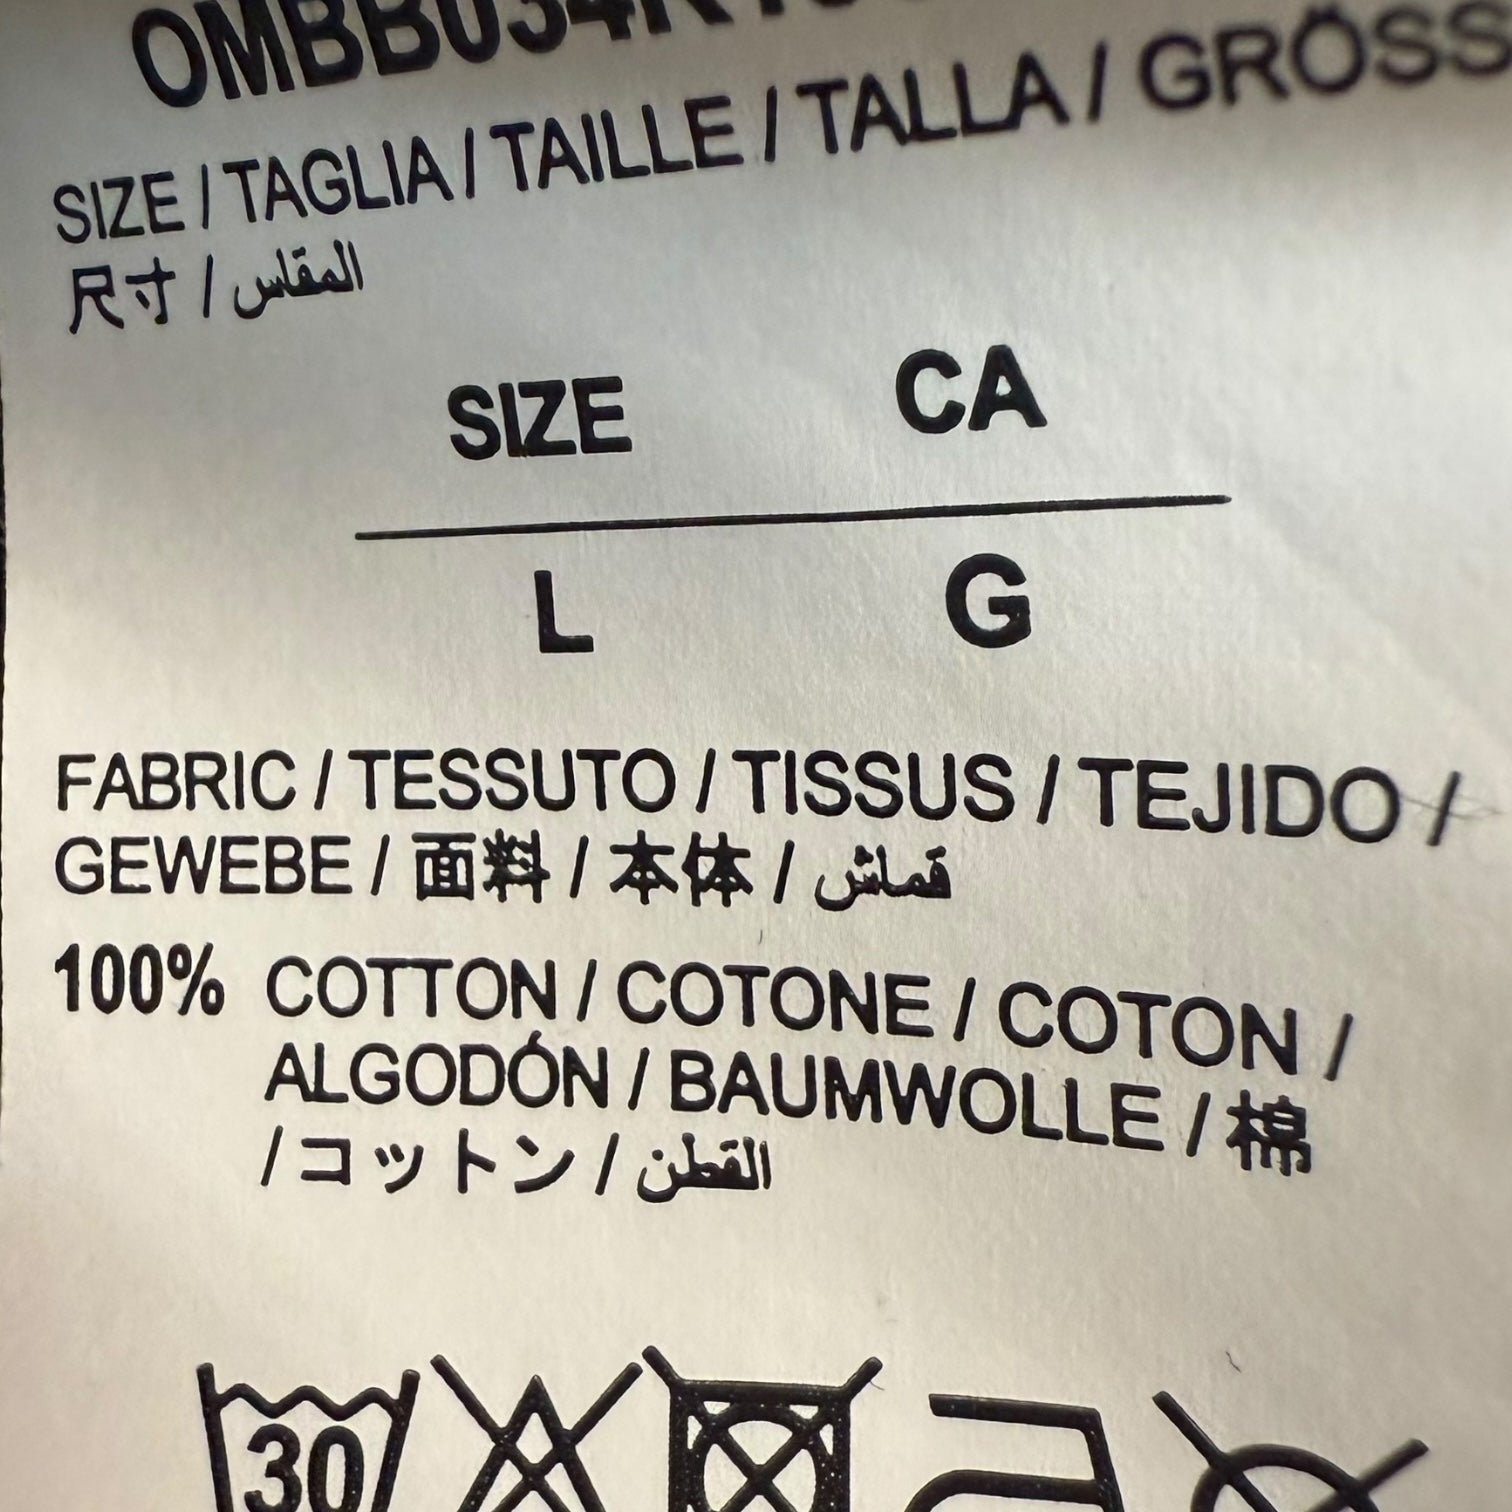 OMBB034R
SIZE / TAGLIA / TAILLE / TALLA / GRÖSS
尺寸 / المقاس
SIZE CA
L G
FABRIC / TESSUTO / TISSUS / TEJIDO /
GEWEBE / 面料 / 本体 / قماش
100% COTTON / COTONE / COTON /
ALGODÓN / BAUMWOLLE / 棉
/ コットン / القطن
30